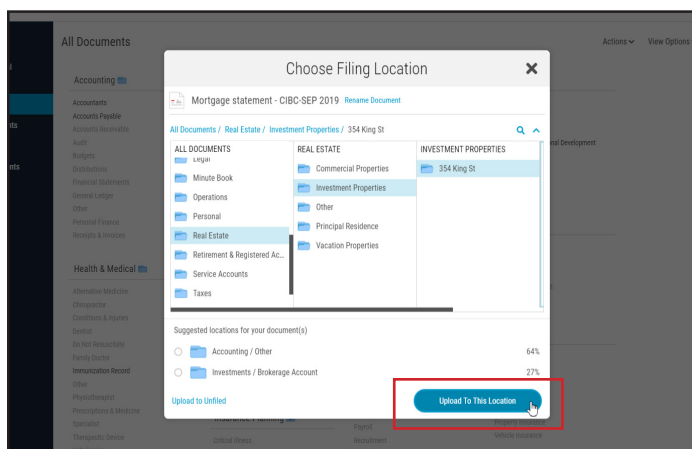 All Documents
Actions
View Options
Accounting
Accountants
Accounts Payable
Accounts Receivable
Audit
Budgets
Distributions
Financial Statements
General Ledger
Other
Personal Finance
Receipts & Invoices
Health & Medical
Alternative Medicine
Chiropractor
Conditions & Injuries
Dentist
Do Not Resuscitate
Family Doctor
Immunization Record
Other
Physiotherapist
Prescriptions & Medicine
Specialist
Therapeutic Device
Choose Filing Location
Mortgage statement - CIBC-SEP 2019 Rename Document
All Documents / Real Estate / Investment Properties / 354 King St
ALL DOCUMENTS
Legal
Minute Book
Operations
Personal
Real Estate
Retirement & Registered Ac...
Service Accounts
Taxes
REAL ESTATE
Commercial Properties
Investment Properties
Other
Principal Residence
Vacation Properties
INVESTMENT PROPERTIES
354 King St
Suggested locations for your document(s)
Accounting / Other 64%
Investments / Brokerage Account 27%
Upload to Unfiled
Upload To This Location
Insurance Planning
Critical Illness
Payroll
Recruitment
Property Insurance
Vehicle Insurance
nal Development
nts